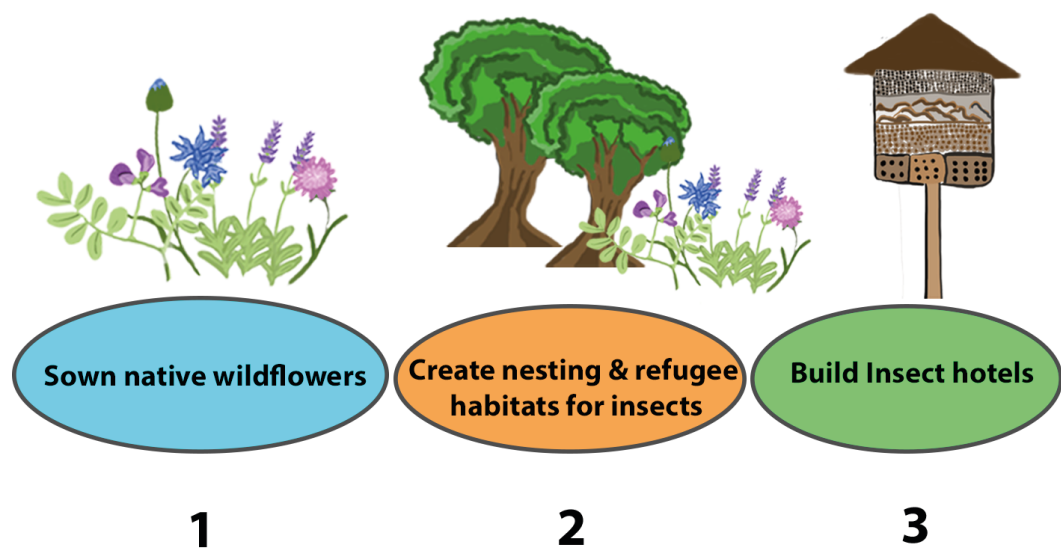 Sown native wildflowers
Create nesting & refugee
habitats for insects
Build Insect hotels
1
2
3